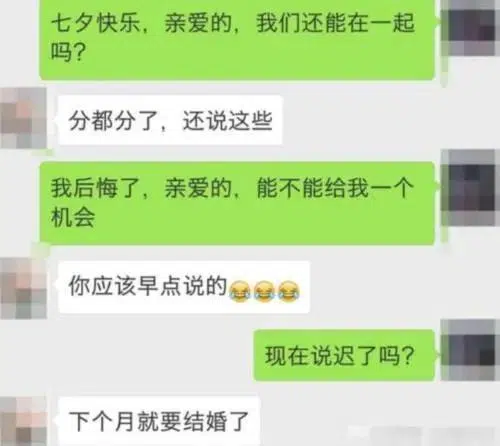 七夕快乐，亲爱的，我们还能在一起
吗？
分都分了，还说这些
我后悔了，亲爱的，能不能给我一个
机会
你应该早点说的😂😂😂
现在说迟了吗？
下个月就要结婚了